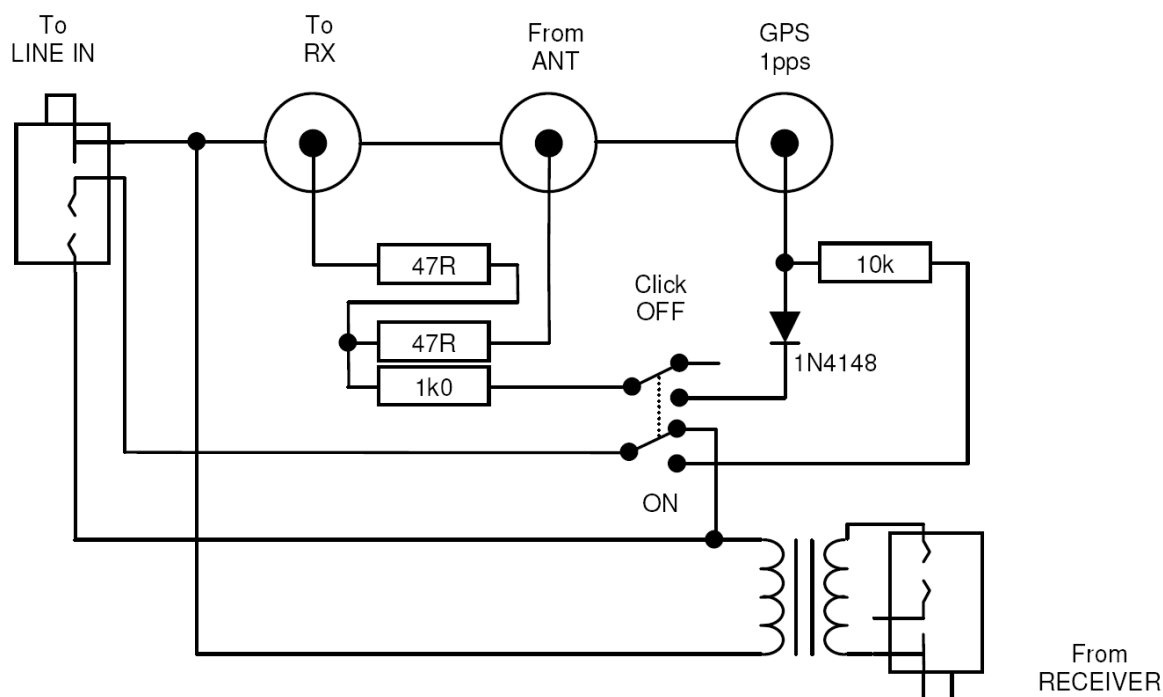 To
LINE IN
To
RX
From
ANT
GPS
1pps
47R
10k
Click
OFF
47R
1N4148
1k0
ON
From
RECEIVER